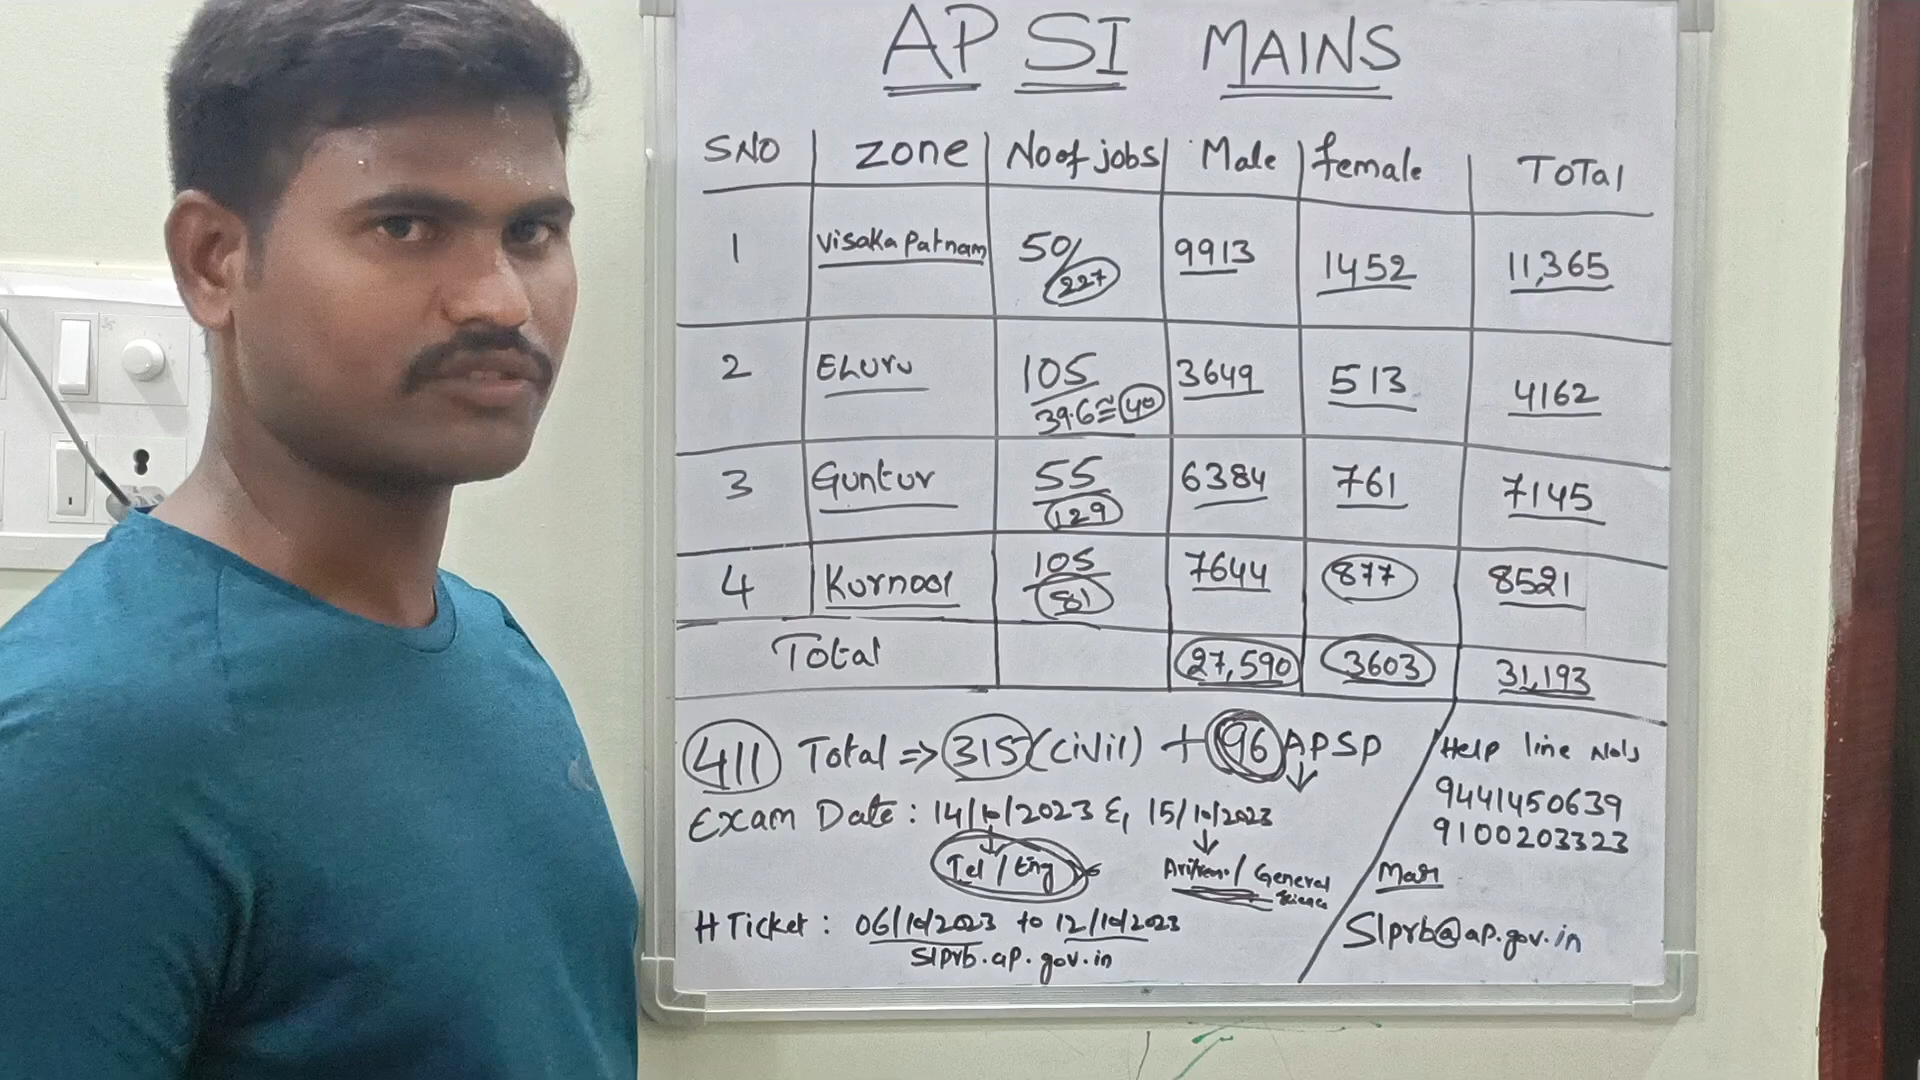 AP SI MAINS
SNO zone No of jobs Male female ToTal
1 Visaka Patnam 50/227 9913 1452 11,365
2 ELuru 105 3649 513 4162
39.6≅40
3 Guntur 55 6384 761 7145
129
4 Kurnool 105 7644 877 8521
81
Total 27,590 3603 31,193
411 Total => 315 (civil) + 96 APSP
Exam Date: 14/10/2023 &, 15/10/2023
Tel / Eng General
Science
H Ticket: 06/10/2023 to 12/10/2023
slprb.ap.gov.in
Help line No/s
9441450639
9100203323
Slprb@ap.gov.in